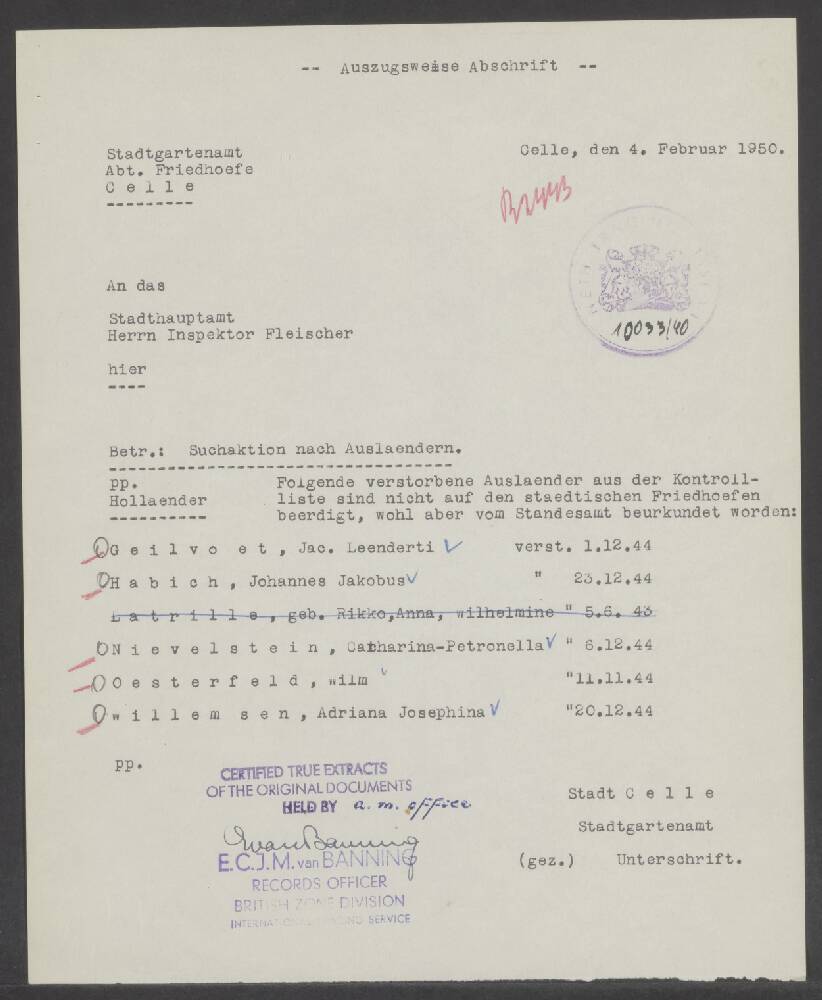 -- Auszugsweise Abschrift --
Stadtgartenamt
Abt. Friedhoefe
C e l l e
---------
Celle, den 4. Februar 1950.
10033/40
An das
Stadthauptamt
Herrn Inspektor Fleischer
hier
----
Betr.: Suchaktion nach Auslaendern.
-----------------------------------
pp. Folgende verstorbene Auslaender aus der Kontroll-
Hollaender liste sind nicht auf den staedtischen Friedhoefen
---------- beerdigt, wohl aber vom Standesamt beurkundet worden:
G e i l v o  e t , Jac. Leenderti verst. 1.12.44
H a b i c h , Johannes Jakobus " 23.12.44
L a t r i l l e , geb. Rikko,Anna, wilhelmine " 5.6. 43
N i e v e l s t e i n , Catharina-Petronella " 6.12.44
O e s t e r f e l d , wilm "11.11.44
w i l l e m  s e n , Adriana Josephina "20.12.44
pp.
CERTIFIED TRUE EXTRACTS
OF THE ORIGINAL DOCUMENTS
HELD BY a. m. office
E.C.J.M. van BANNING
RECORDS OFFICER
BRITISH ZONE DIVISION
INTERNATIONAL TRACING SERVICE
Stadt C e l l e
Stadtgartenamt
(gez.) Unterschrift.